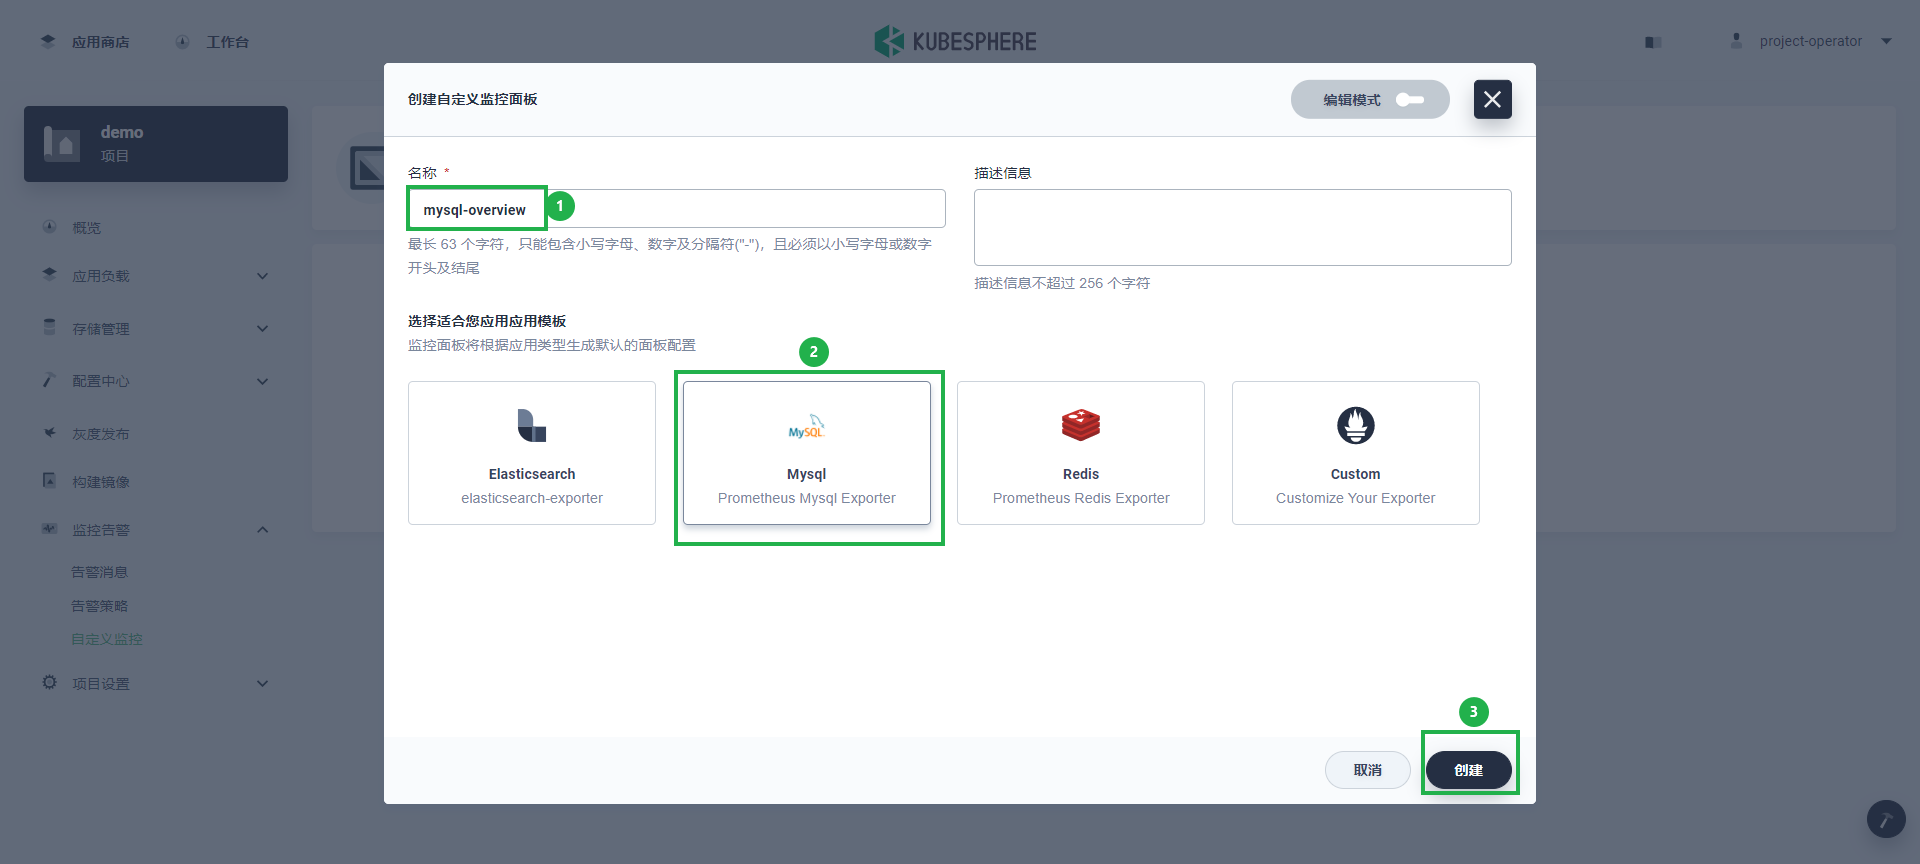 应用商店
工作台
KUBESPHERE
project-operator
demo
项目
概览
应用负载
存储管理
配置中心
灰度发布
构建镜像
监控告警
告警消息
告警策略
自定义监控
项目设置
创建自定义监控面板
编辑模式
名称 *
mysql-overview
1
最长 63 个字符，只能包含小写字母、数字及分隔符("-")，且必须以小写字母或数字
开头及结尾
描述信息
描述信息不超过 256 个字符
选择适合您应用应用模板
监控面板将根据应用类型生成默认的面板配置
2
Elasticsearch
elasticsearch-exporter
MySQL
Mysql
Prometheus Mysql Exporter
Redis
Prometheus Redis Exporter
Custom
Customize Your Exporter
3
取消
创建